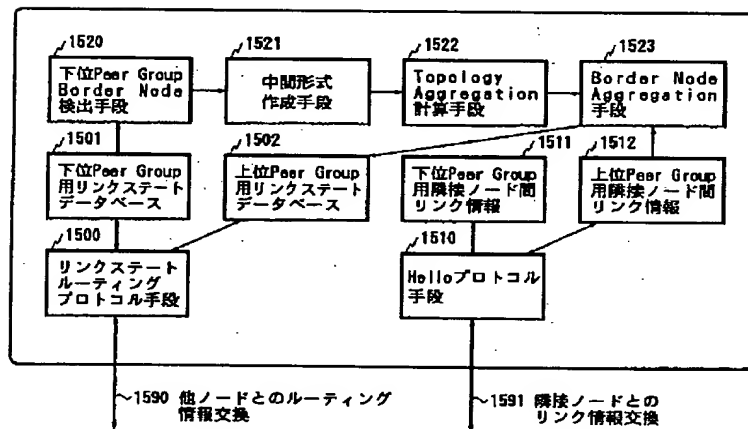 1520
下位Peer Group
Border Node
検出手段
1521
中間形式
作成手段
1522
Topology
Aggregation
計算手段
1523
Border Node
Aggregation
手段
1501
下位Peer Group
用リンクステート
データベース
1502
上位Peer Group
用リンクステート
データベース
1511
下位Peer Group
用隣接ノード間
リンク情報
1512
上位Peer Group
用隣接ノード間
リンク情報
1500
リンクステート
ルーティング
プロトコル手段
1510
Helloプロトコル
手段
1590 他ノードとのルーティング
情報交換
1591 隣接ノードとの
リンク情報交換